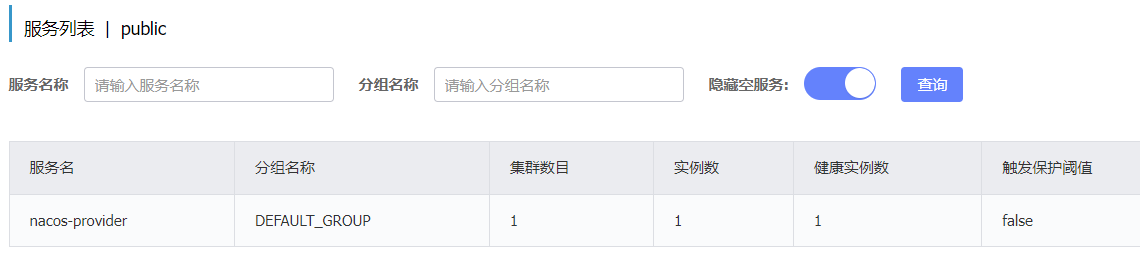 服务列表 | public
服务名称 请输入服务名称 分组名称 请输入分组名称 隐藏空服务: 查询
服务名 分组名称 集群数目 实例数 健康实例数 触发保护阈值
nacos-provider DEFAULT_GROUP 1 1 1 false